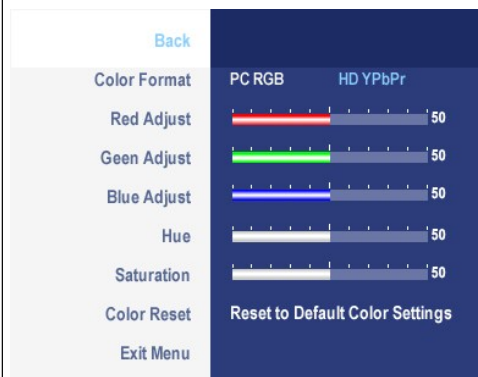 Back
Color Format PC RGB HD YPbPr
Red Adjust 50
Geen Adjust 50
Blue Adjust 50
Hue 50
Saturation 50
Color Reset Reset to Default Color Settings
Exit Menu